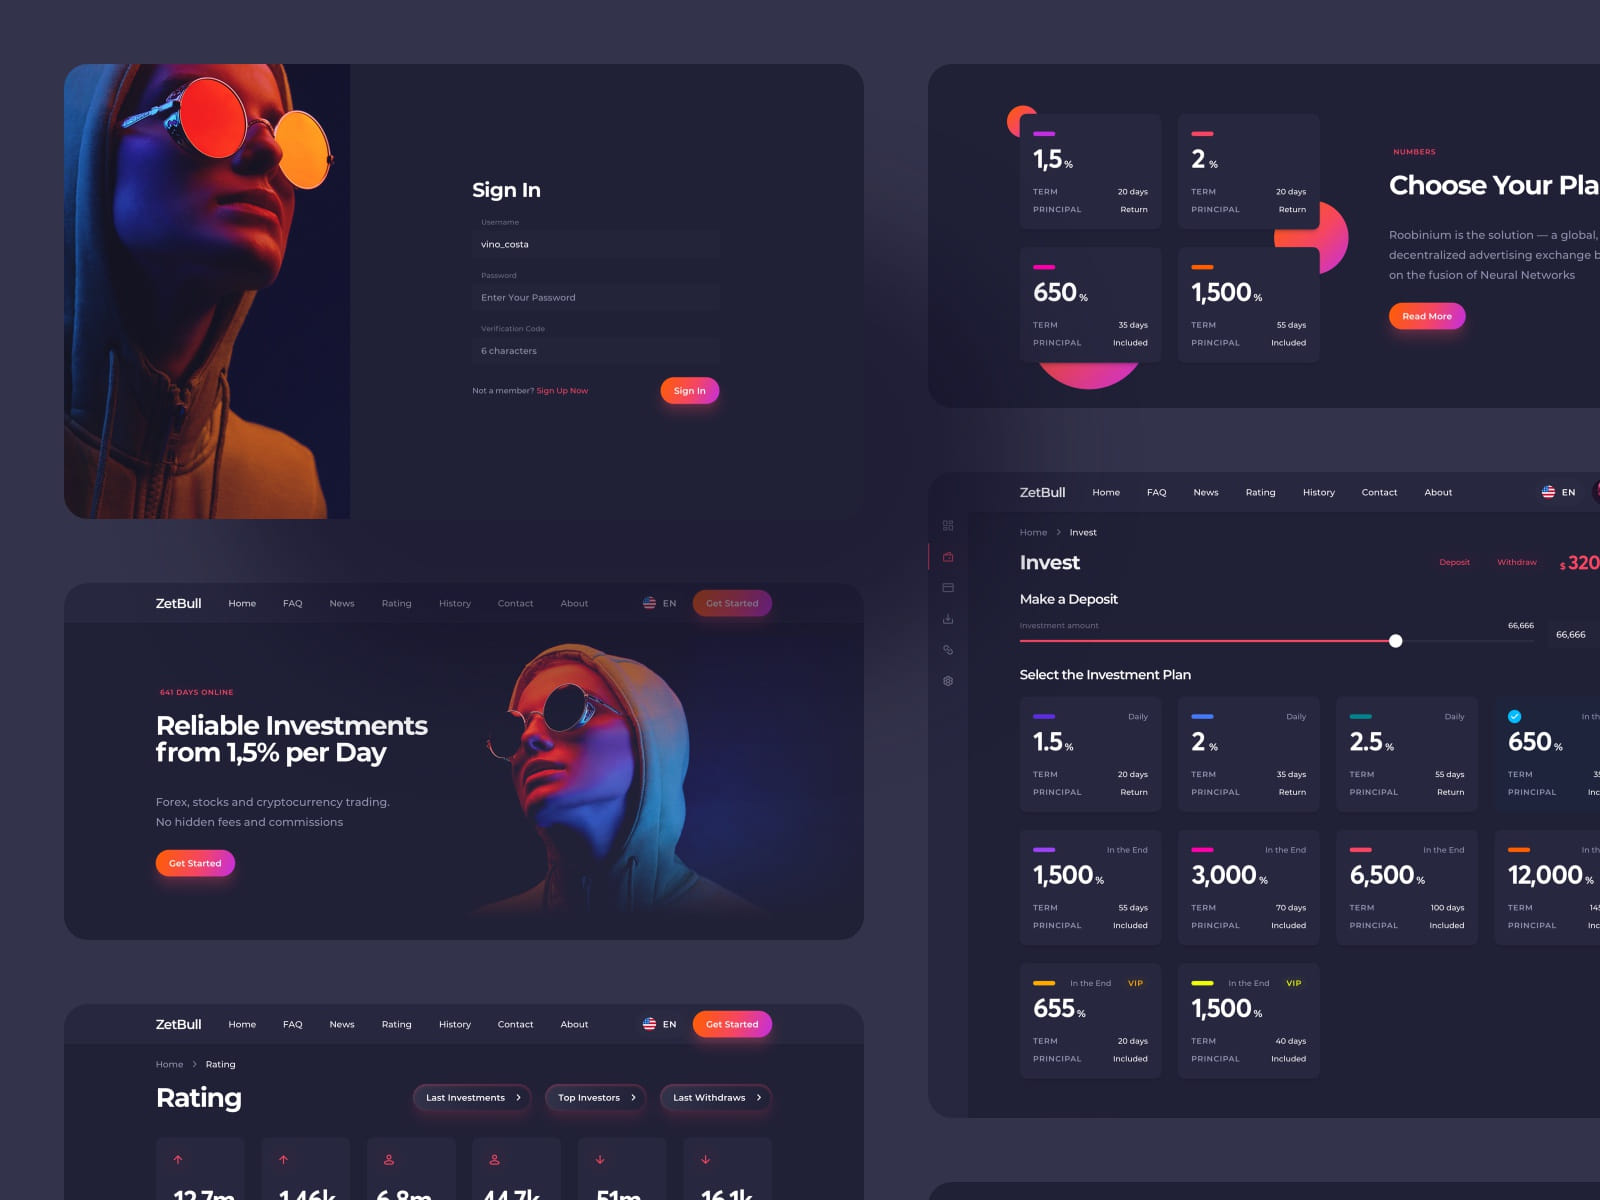 Sign In
Username
vino_costa
Password
Enter Your Password
Verification Code
6 characters
Not a member? Sign Up Now
Sign In
1,5 %
TERM 20 days
PRINCIPAL Return
2 %
TERM 20 days
PRINCIPAL Return
650 %
TERM 35 days
PRINCIPAL Included
1,500 %
TERM 55 days
PRINCIPAL Included
NUMBERS
Choose Your Pla
Roobinium is the solution — a global,
decentralized advertising exchange b
on the fusion of Neural Networks
Read More
ZetBull Home FAQ News Rating History Contact About EN Get Started
641 DAYS ONLINE
Reliable Investments
from 1,5% per Day
Forex, stocks and cryptocurrency trading.
No hidden fees and commissions
Get Started
ZetBull Home FAQ News Rating History Contact About EN
Home > Invest
Invest
Deposit Withdraw $ 320
Make a Deposit
Investment amount 66,666 66,666
Select the Investment Plan
Daily
1.5 %
TERM 20 days
PRINCIPAL Return
Daily
2 %
TERM 35 days
PRINCIPAL Return
Daily
2.5 %
TERM 55 days
PRINCIPAL Return
In th
650 %
TERM 35
PRINCIPAL Inc
In the End
1,500 %
TERM 55 days
PRINCIPAL Included
In the End
3,000 %
TERM 70 days
PRINCIPAL Included
In the End
6,500 %
TERM 100 days
PRINCIPAL Included
In th
12,000 %
TERM 145
PRINCIPAL Inc
In the End VIP
655 %
TERM 20 days
PRINCIPAL Included
In the End VIP
1,500 %
TERM 40 days
PRINCIPAL Included
ZetBull Home FAQ News Rating History Contact About EN Get Started
Home > Rating
Rating
Last Investments > Top Investors > Last Withdraws >
12.7m 1.46k 6.8m 44.7k 51m 16.1k